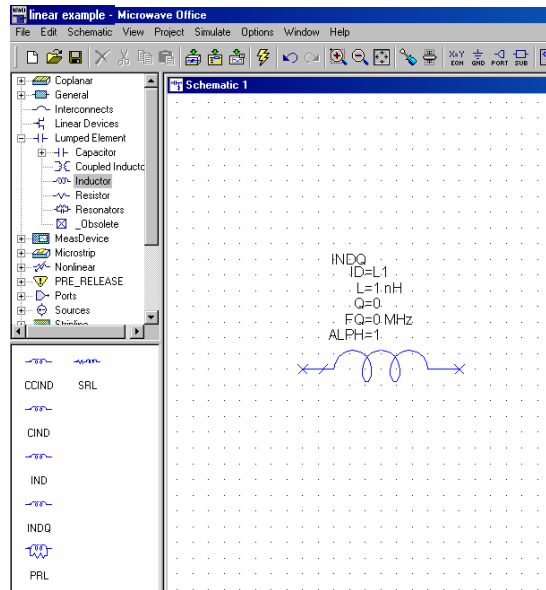 linear example - Microwave Office
File Edit Schematic View Project Simulate Options Window Help
X=Y EQN GND PORT SUB
Coplanar
General
Interconnects
Linear Devices
Lumped Element
Capacitor
Coupled Inducto
Inductor
Resistor
Resonators
_Obsolete
MeasDevice
Microstrip
Nonlinear
PRE_RELEASE
Ports
Sources
Stripline
CCIND SRL
CIND
IND
INDQ
PRL
Schematic 1
INDQ
ID=L1
L=1 nH
Q=0
FQ=0 MHz
ALPH=1